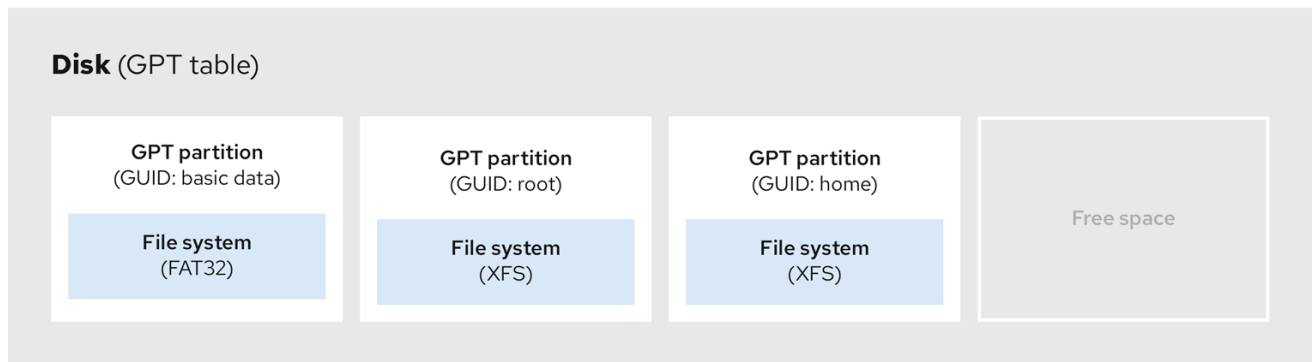 Disk (GPT table)
GPT partition
(GUID: basic data)
File system
(FAT32)
GPT partition
(GUID: root)
File system
(XFS)
GPT partition
(GUID: home)
File system
(XFS)
Free space